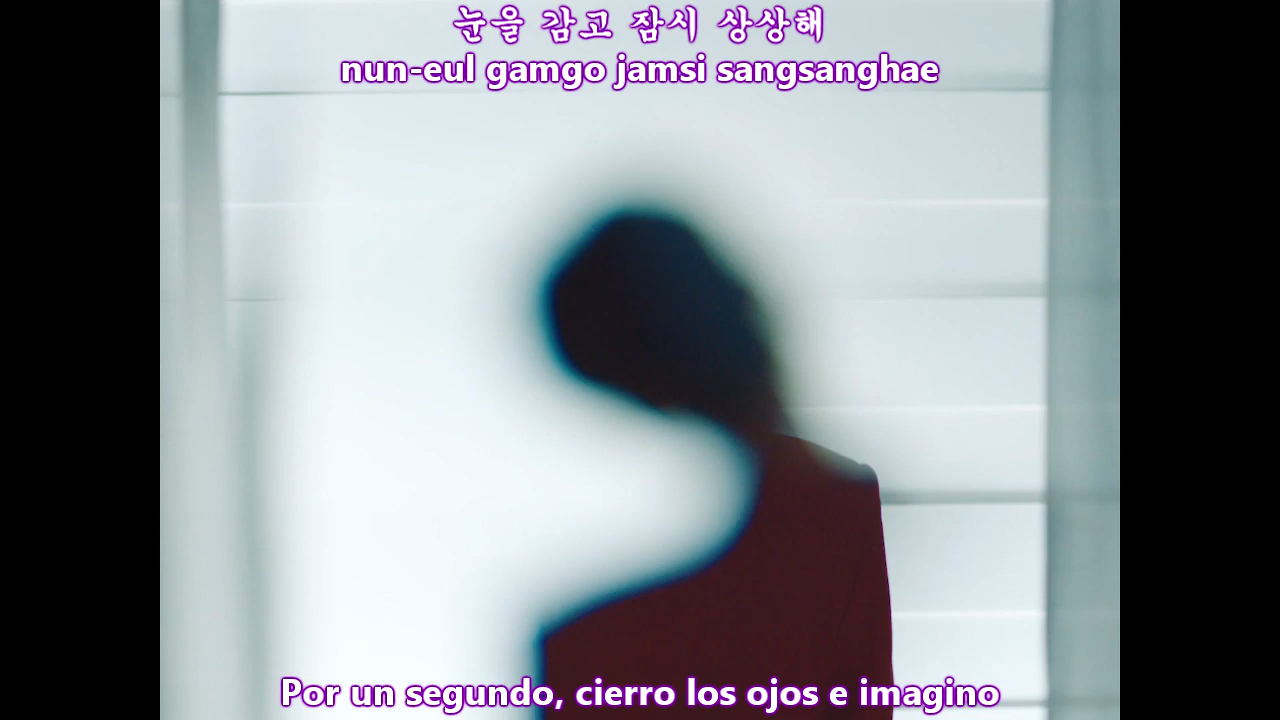 눈을 감고 잠시 상상해
nun-eul gamgo jamsi sangsanghae
Por un segundo, cierro los ojos e imagino